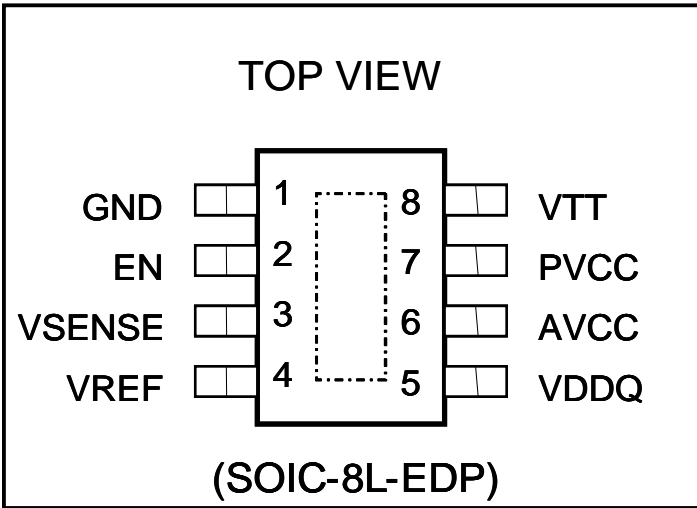 TOP VIEW
GND 1 8 VTT
EN 2 7 PVCC
VSENSE 3 6 AVCC
VREF 4 5 VDDQ
(SOIC-8L-EDP)